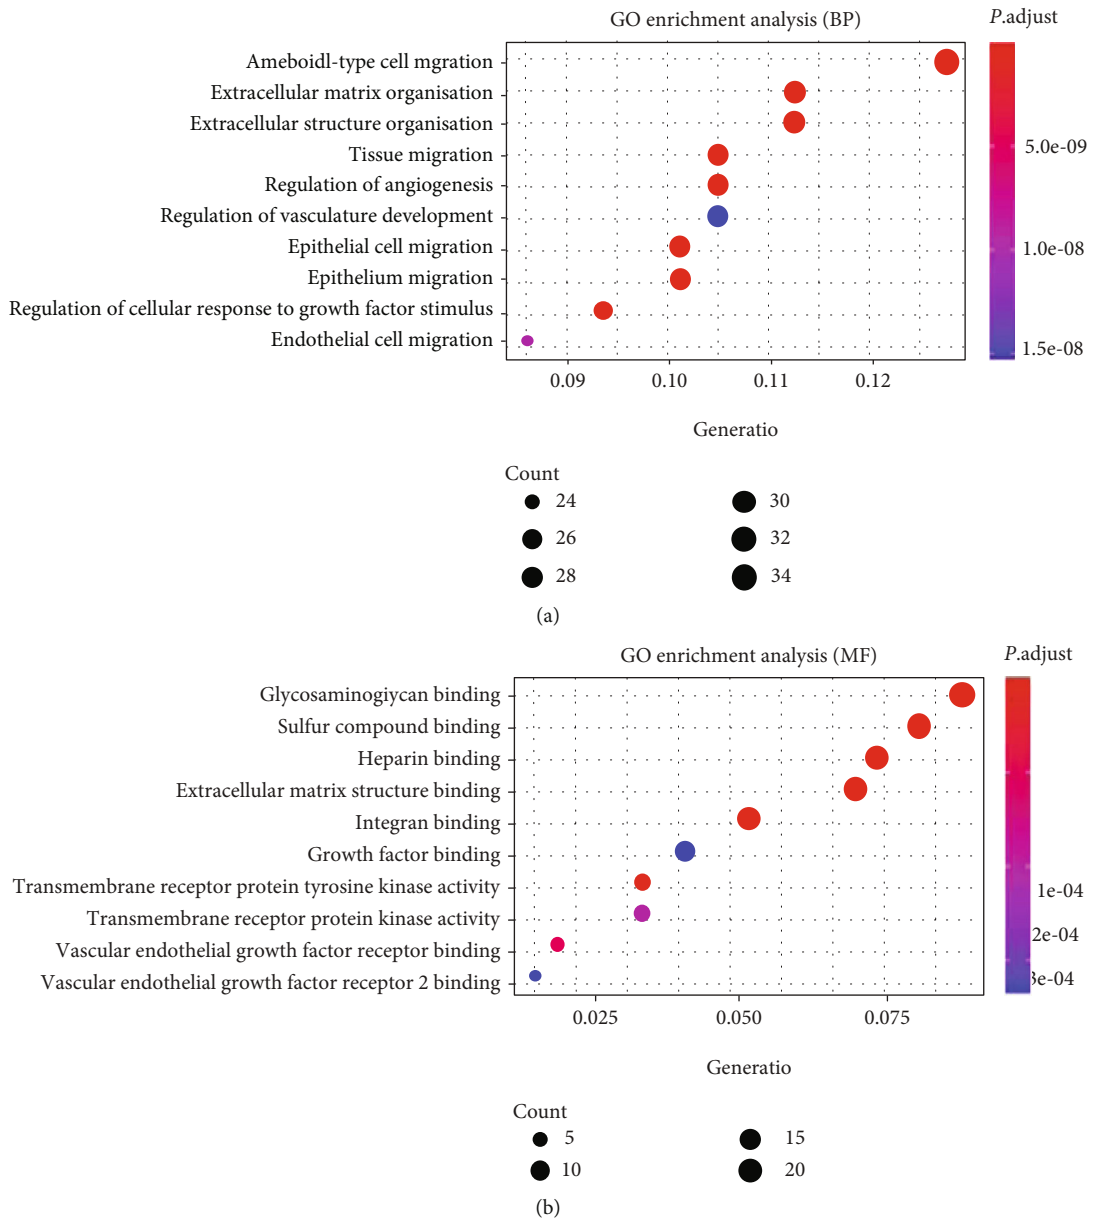 GO enrichment analysis (BP)
P.adjust
Ameboidl-type cell mgration
Extracellular matrix organisation
Extracellular structure organisation
Tissue migration
Regulation of angiogenesis
Regulation of vasculature development
Epithelial cell migration
Epithelium migration
Regulation of cellular response to growth factor stimulus
Endothelial cell migration
5.0e-09
1.0e-08
1.5e-08
0.09 0.10 0.11 0.12
Generatio
Count
24 30
26 32
28 34
(a)
GO enrichment analysis (MF)
P.adjust
Glycosaminogiycan binding
Sulfur compound binding
Heparin binding
Extracellular matrix structure binding
Integran binding
Growth factor binding
Transmembrane receptor protein tyrosine kinase activity
Transmembrane receptor protein kinase activity
Vascular endothelial growth factor receptor binding
Vascular endothelial growth factor receptor 2 binding
1e-04
2e-04
3e-04
0.025 0.050 0.075
Generatio
Count
5 15
10 20
(b)